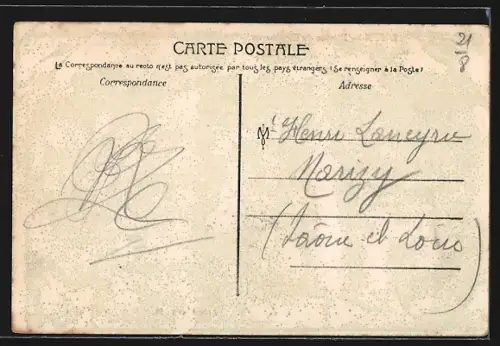 21
8
CARTE POSTALE
La Correspondance au recto n'est pas autorisée par tous les pays étrangers (Se renseigner à la Poste)
Correspondance
Adresse
Mr Henri Laneyrie
Marizy
(Saône et Loire)